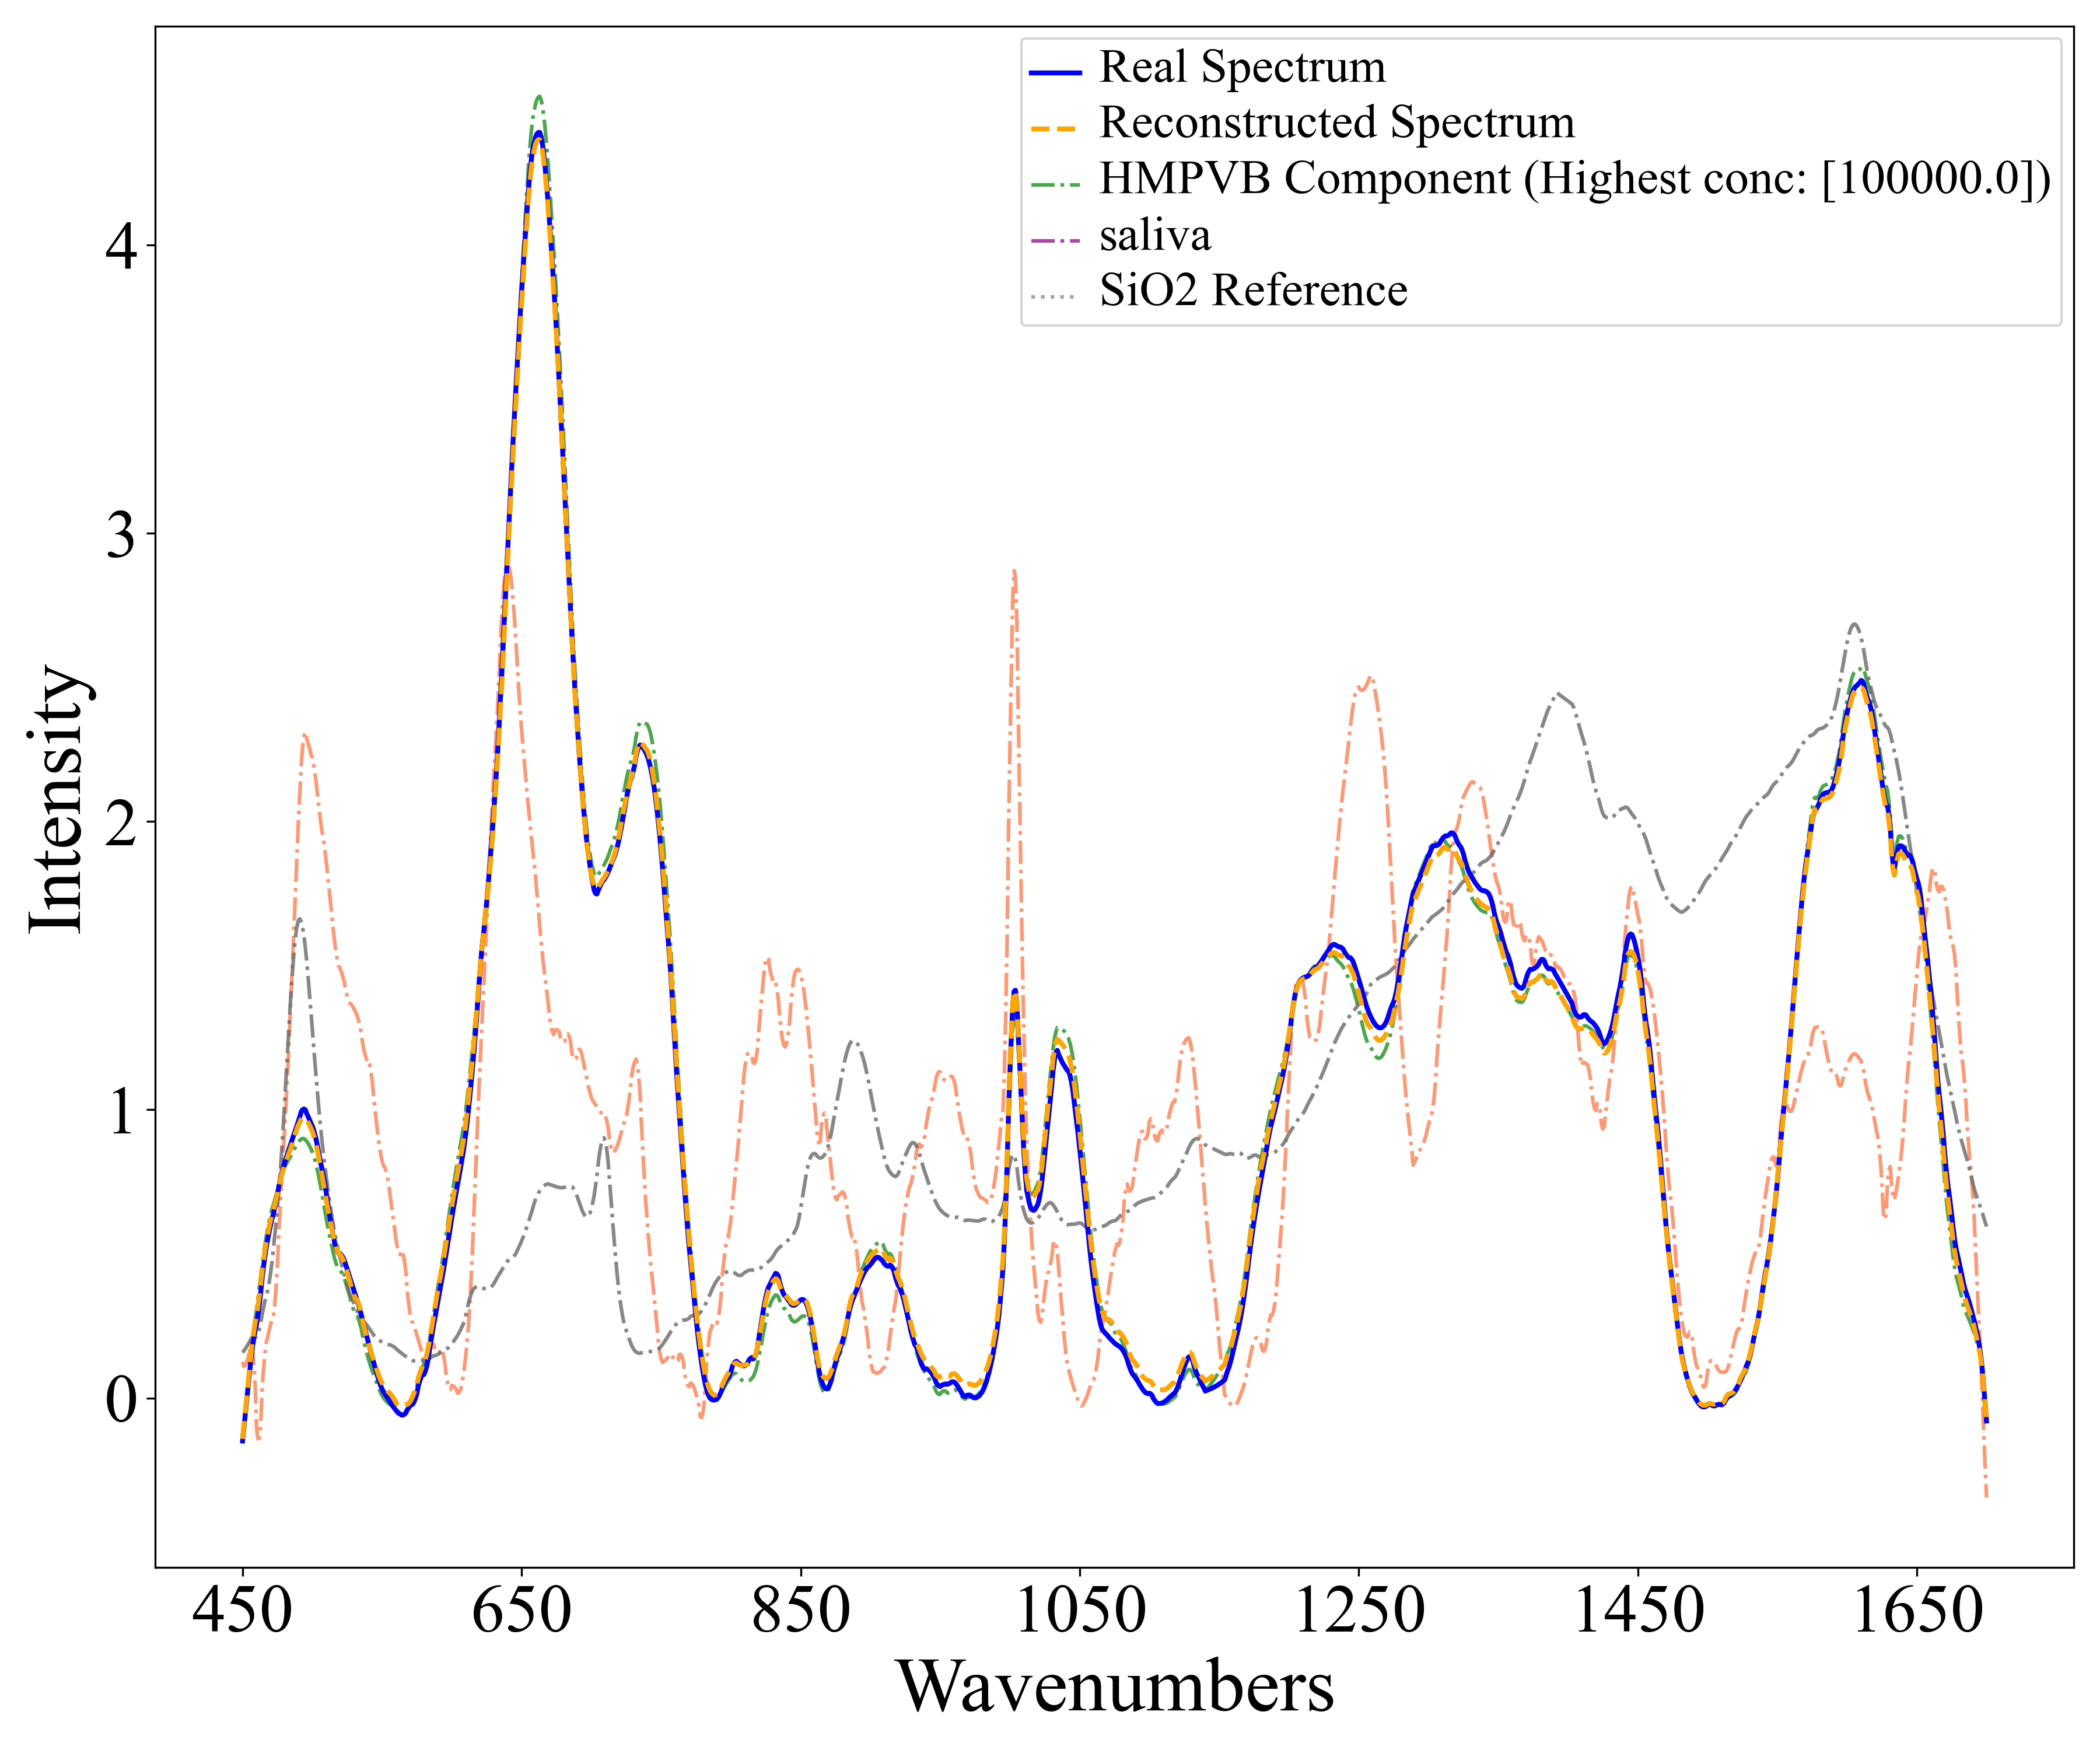 Real Spectrum
Reconstructed Spectrum
HMPVB Component (Highest conc: [100000.0])
saliva
SiO2 Reference
Intensity
4
3
2
1
0
450 650 850 1050 1250 1450 1650
Wavenumbers